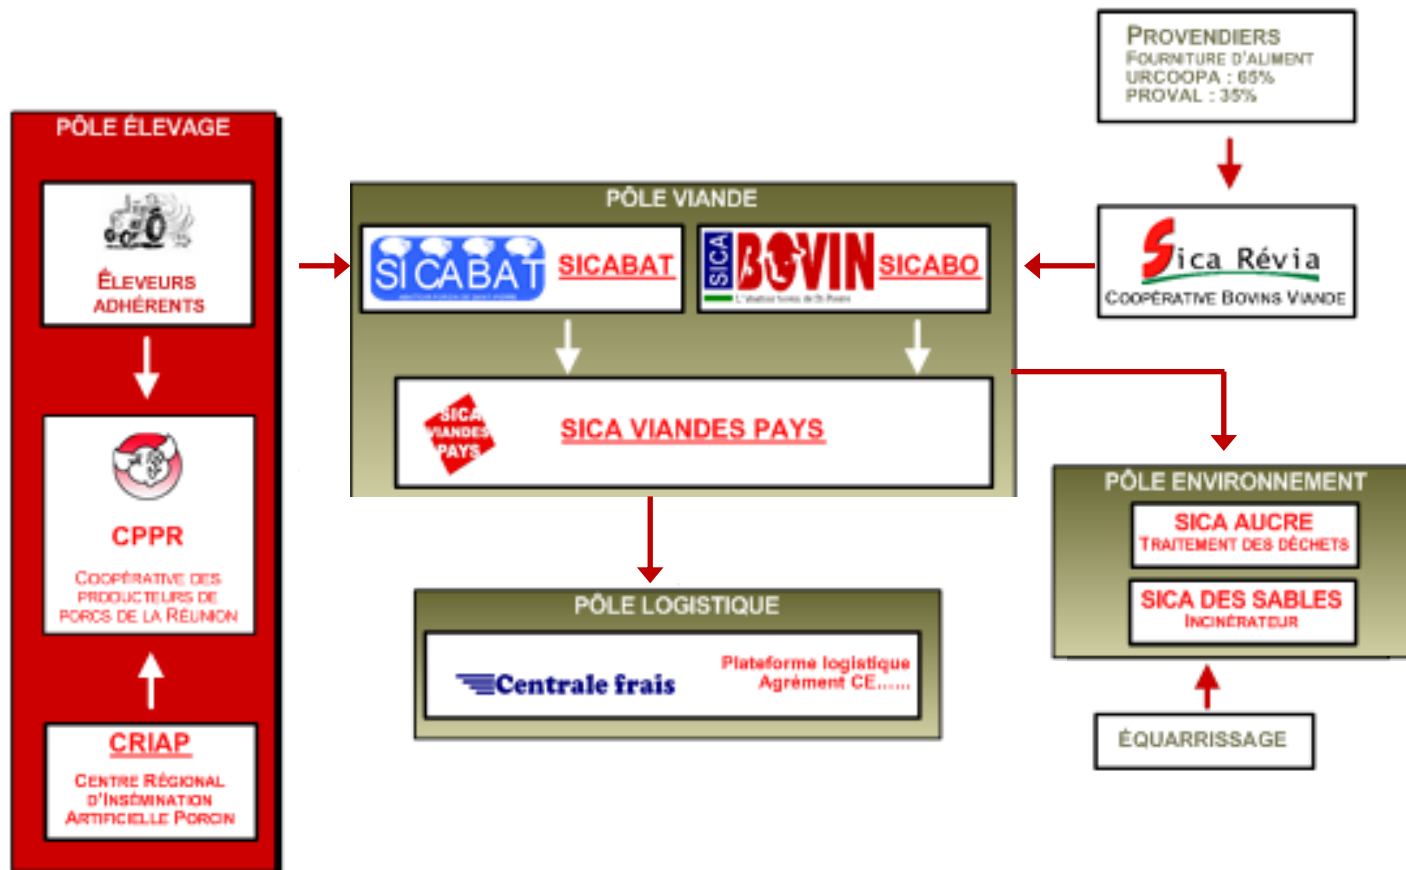 PROVENDIERS
FOURNITURE D'ALIMENT
URCOOPA : 65%
PROVAL : 35%
PÔLE ÉLEVAGE
ÉLEVEURS
ADHÉRENTS
CPPR
COOPÉRATIVE DES
PRODUCTEURS DE
PORCS DE LA RÉUNION
CRIAP
CENTRE RÉGIONAL
D'INSÉMINATION
ARTIFICIELLE PORCIN
PÔLE VIANDE
SICABAT
SICABAT
SICA
BOVIN
SICABO
SICA
VIANDES
PAYS
SICA VIANDES PAYS
Sica Révia
COOPÉRATIVE BOVINS VIANDE
PÔLE LOGISTIQUE
Centrale frais
Plateforme logistique
Agrément CE......
PÔLE ENVIRONNEMENT
SICA AUCRE
TRAITEMENT DES DÉCHETS
SICA DES SABLES
INCINÉRATEUR
ÉQUARRISSAGE